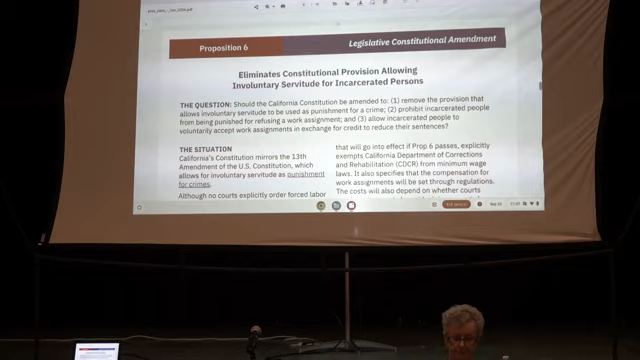 Proposition 6
Legislative Constitutional Amendment
Eliminates Constitutional Provision Allowing
Involuntary Servitude for Incarcerated Persons
THE QUESTION: Should the California Constitution be amended to: (1) remove the provision that
allows involuntary servitude to be used as punishment for a crime; (2) prohibit incarcerated people
from being punished for refusing a work assignment; and (3) allow incarcerated people to
voluntarily accept work assignments in exchange for credit to reduce their sentences?
THE SITUATION
California's Constitution mirrors the 13th
Amendment of the U.S. Constitution, which
allows for involuntary servitude as punishment
for crimes.
Although no courts explicitly order forced labor
that will go into effect if Prop 6 passes, explicitly
exempts California Department of Corrections
and Rehabilitation (CDCR) from minimum wage
laws. It also specifies that the compensation for
work assignments will be set through regulations.
The costs will also depend on whether courts